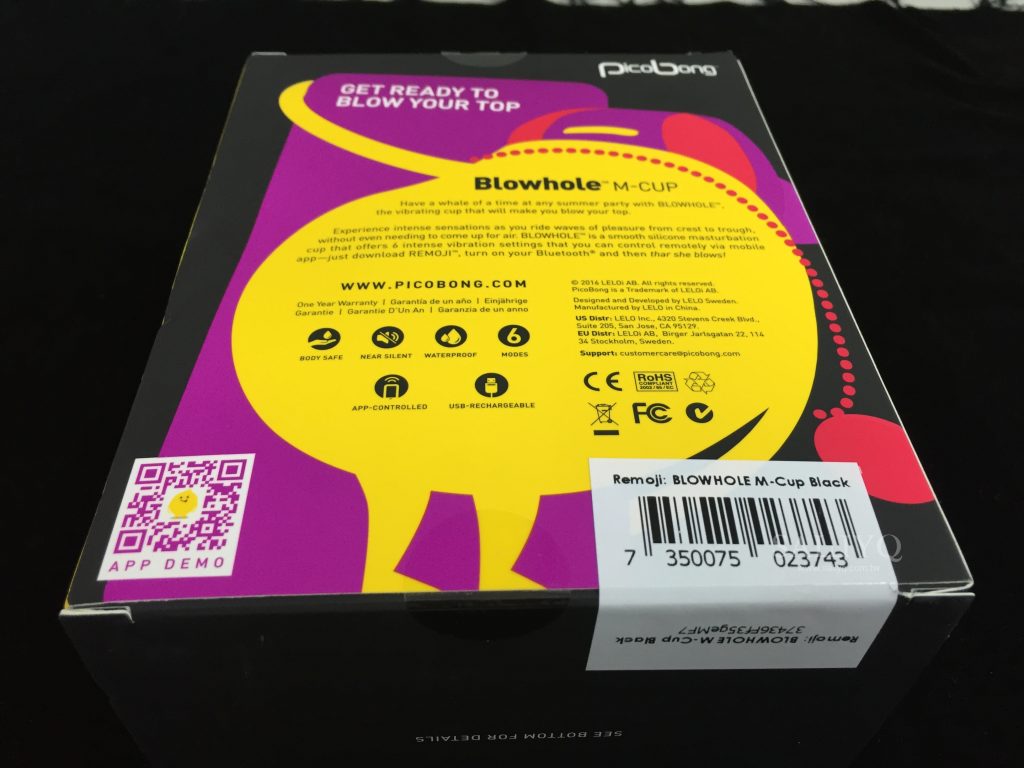 PicoBong
GET READY TO
BLOW YOUR TOP
Blowhole™ M-CUP
Have a whale of a time at any summer party with BLOWHOLE™,
the vibrating cup that will make you blow your top.
Experience intense sensations as you ride waves of pleasure from crest to trough,
without even needing to come up for air. BLOWHOLE™ is a smooth silicone masturbation
cup that offers 6 intense vibration settings that you can control remotely via mobile
app—just download REMOJI™, turn on your Bluetooth® and then thar she blows!
WWW.PICOBONG.COM
One Year Warranty | Garantía de un año | Einjährige
Garantie | Garantie D'Un An | Garanzia de un anno
BODY SAFE
NEAR SILENT
WATERPROOF
6
MODES
APP-CONTROLLED
USB-RECHARGEABLE
© 2016 LELOi AB. All rights reserved.
PicoBong is a Trademark of LELOi AB.
Designed and Developed by LELO Sweden.
Manufactured by LELO in China.
US Distr: LELO Inc., 4320 Stevens Creek Blvd.,
Suite 205, San Jose, CA 95129.
EU Distr: LELOi AB, Birger Jarlsgatan 22, 114
34 Stockholm, Sweden.
Support: customercare@picobong.com
CE
RoHS
COMPLIANT
2002/95/EC
FC
APP DEMO
Remoji: BLOWHOLE M-Cup Black
7 350075 023743
Remoji: BLOWHOLE M-Cup Black
37436Ff35geMF7
SEE BOTTOM FOR DETAILS